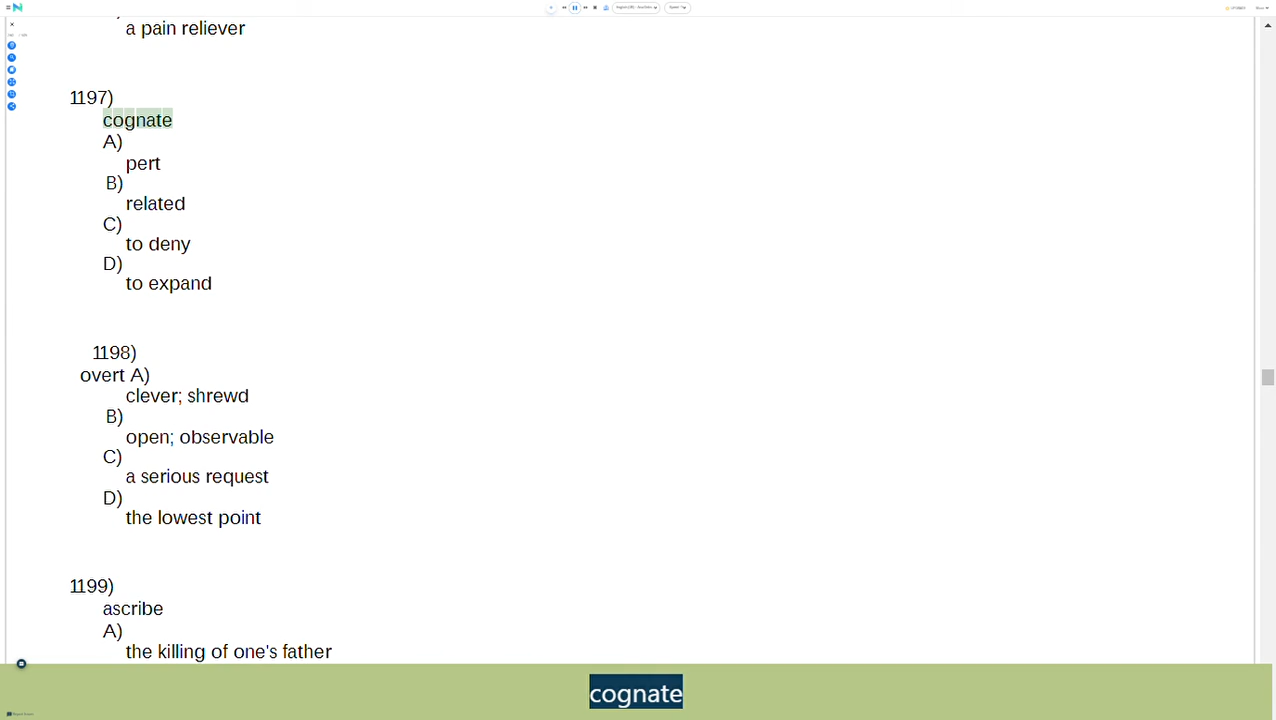 a pain reliever
1197)
cognate
A)
pert
B)
related
C)
to deny
D)
to expand
1198)
overt A)
clever; shrewd
B)
open; observable
C)
a serious request
D)
the lowest point
1199)
ascribe
A)
the killing of one's father
cognate